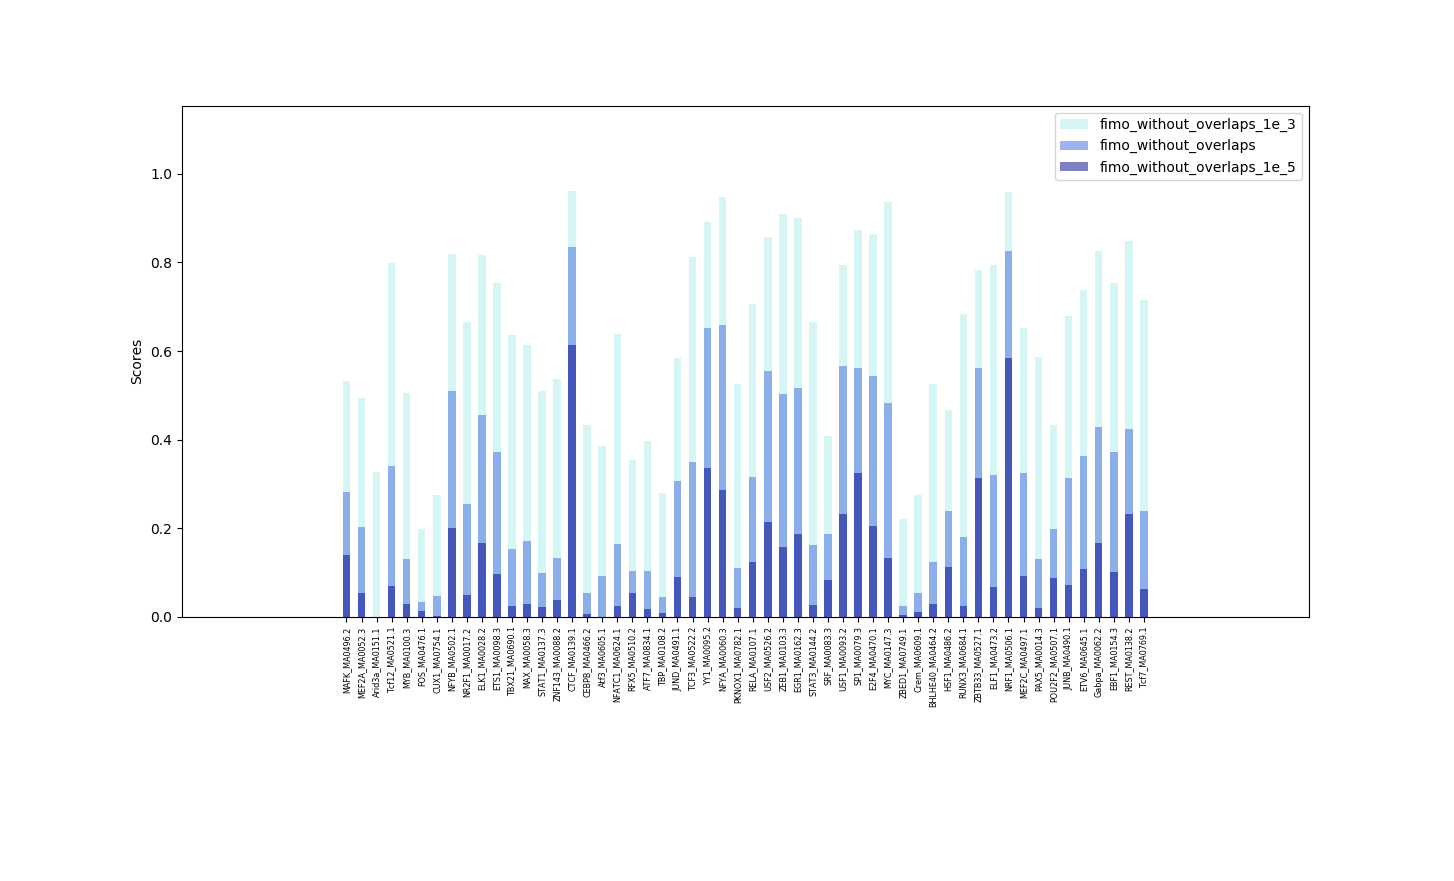 fimo_without_overlaps_1e_3
fimo_without_overlaps
fimo_without_overlaps_1e_5
Scores
1.0
0.8
0.6
0.4
0.2
0.0
MAFK_MA0496.2
MEF2A_MA0052.3
Arid3a_MA0151.1
Tcf12_MA0521.1
MYB_MA0100.3
FOS_MA0476.1
CUX1_MA0754.1
NFYB_MA0502.1
NR2F1_MA0017.2
ELK1_MA0028.2
ETS1_MA0098.3
TBX21_MA0690.1
MAX_MA0058.3
STAT1_MA0137.3
ZNF143_MA0088.2
CTCF_MA0139.1
CEBPB_MA0466.2
Atf3_MA0605.1
NFATC1_MA0624.1
RFX5_MA0510.2
ATF7_MA0834.1
TBP_MA0108.2
JUND_MA0491.1
TCF3_MA0522.2
YY1_MA0095.2
NFYA_MA0060.3
PKNOX1_MA0782.1
RELA_MA0107.1
USF2_MA0526.2
ZEB1_MA0103.3
EGR1_MA0162.3
STAT3_MA0144.2
SRF_MA0083.3
USF1_MA0093.2
SP1_MA0079.3
E2F4_MA0470.1
MYC_MA0147.3
ZBED1_MA0749.1
Crem_MA0609.1
BHLHE40_MA0464.2
HSF1_MA0486.2
RUNX3_MA0684.1
ZBTB33_MA0527.1
ELF1_MA0473.2
NRF1_MA0506.1
MEF2C_MA0497.1
PAX5_MA0014.3
POU2F2_MA0507.1
JUNB_MA0490.1
ETV6_MA0645.1
Gabpa_MA0062.2
EBF1_MA0154.3
REST_MA0138.2
Tcf7_MA0769.1